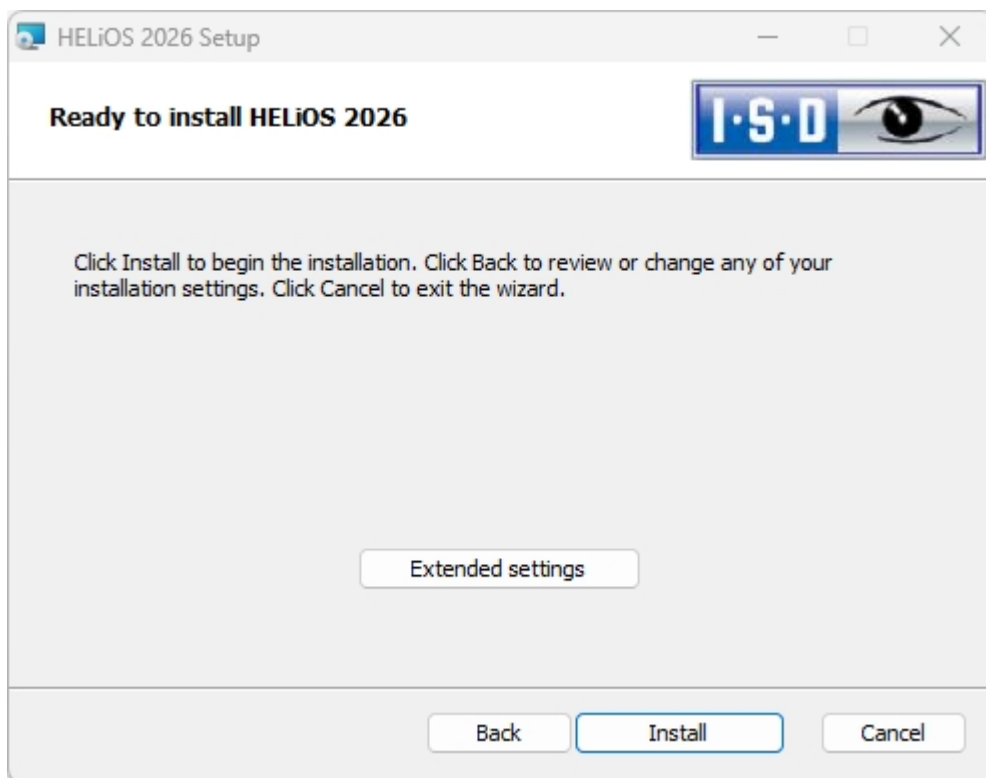 HELiOS 2026 Setup
Ready to install HELiOS 2026
I·S·D
Click Install to begin the installation. Click Back to review or change any of your
installation settings. Click Cancel to exit the wizard.
Extended settings
Back Install Cancel